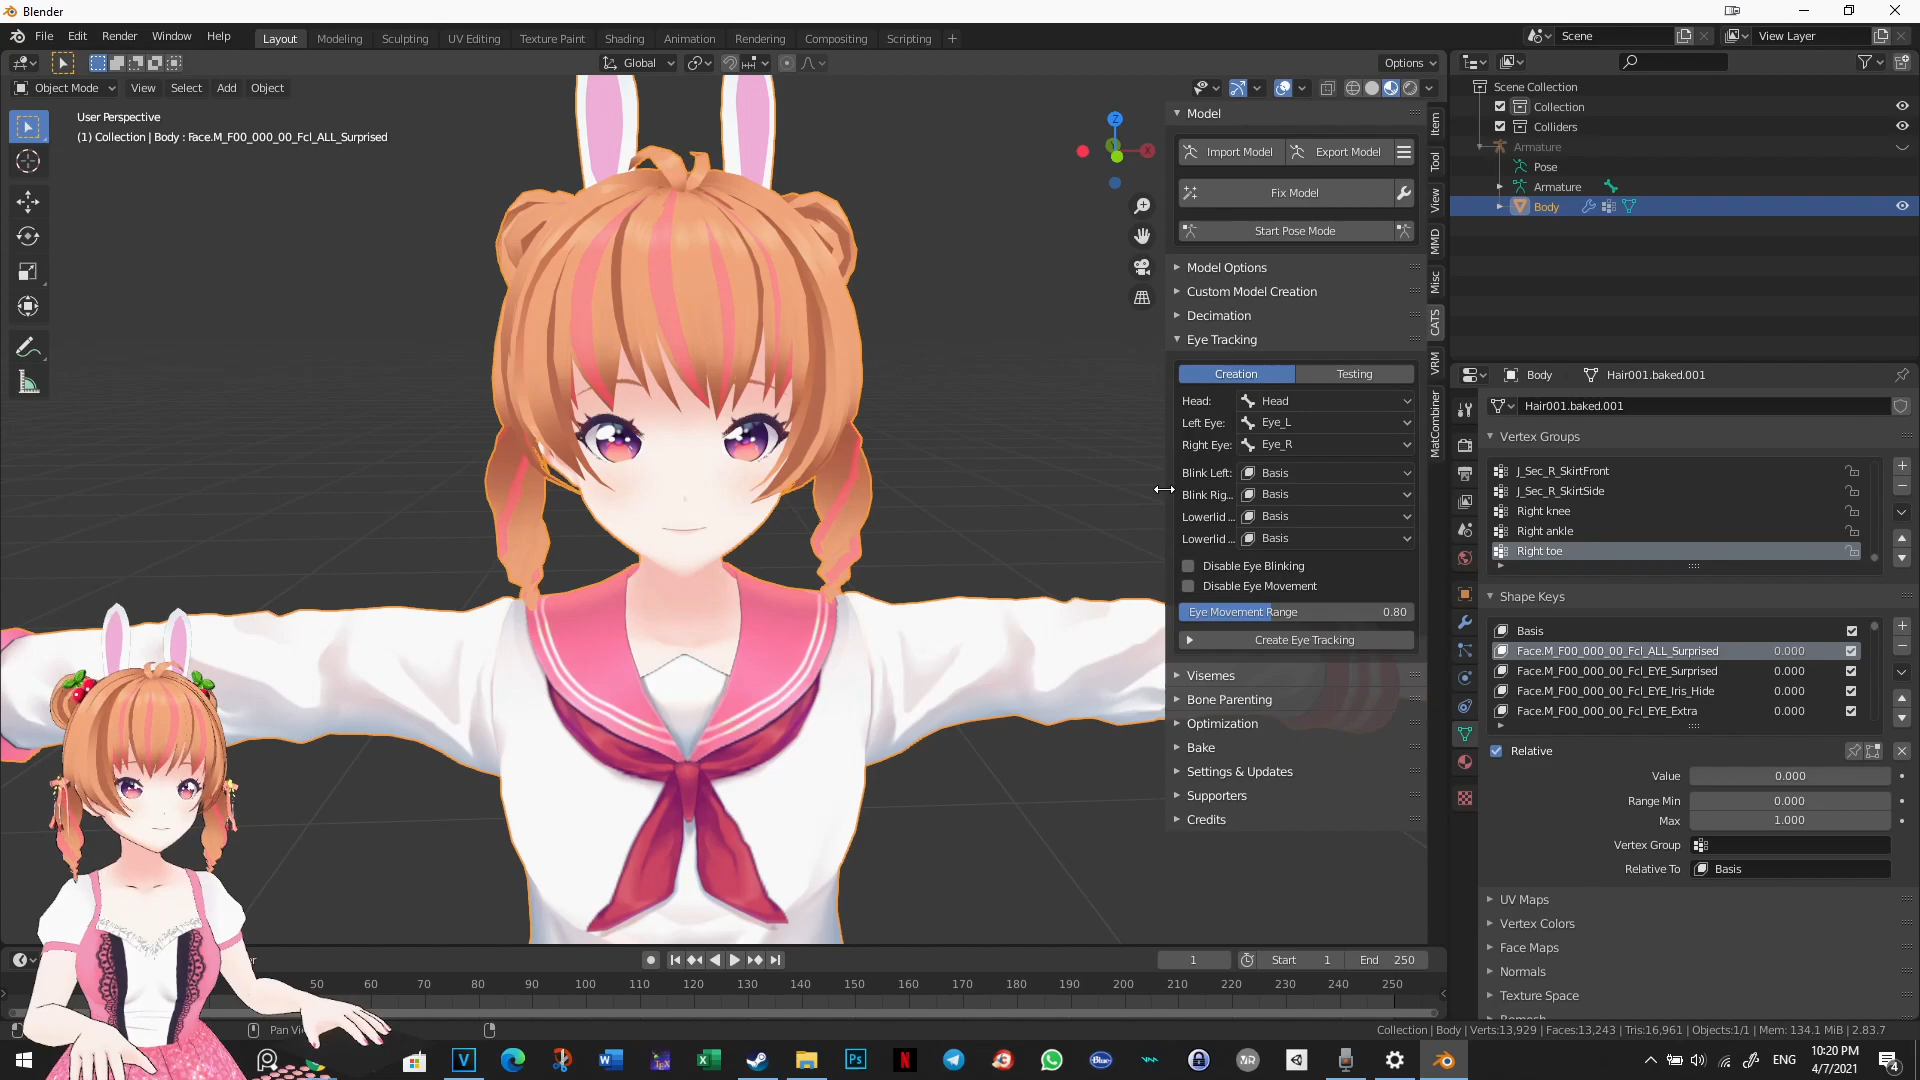 Blender
File Edit Render Window Help
Layout Modeling Sculpting UV Editing Texture Paint Shading Animation Rendering Compositing Scripting +
Scene
View Layer
Global
Options
Object Mode View Select Add Object
User Perspective
(1) Collection | Body : Face.M_F00_000_00_Fcl_ALL_Surprised
Z
X
Model
Import Model
Export Model
Fix Model
Start Pose Mode
Model Options
Custom Model Creation
Decimation
Eye Tracking
Creation
Testing
Head: Head
Left Eye: Eye_L
Right Eye: Eye_R
Blink Left: Basis
Blink Rig... Basis
Lowerlid ... Basis
Lowerlid ... Basis
Disable Eye Blinking
Disable Eye Movement
Eye Movement Range 0.80
Create Eye Tracking
Visemes
Bone Parenting
Optimization
Bake
Settings & Updates
Supporters
Credits
Item
Tool
View
MMD
Misc
CATS
VRM
MatCombiner
Scene Collection
Collection
Colliders
Armature
Pose
Armature
Body
Body
Hair001.baked.001
Hair001.baked.001
Vertex Groups
J_Sec_R_SkirtFront
J_Sec_R_SkirtSide
Right knee
Right ankle
Right toe
Shape Keys
Basis
Face.M_F00_000_00_Fcl_ALL_Surprised 0.000
Face.M_F00_000_00_Fcl_EYE_Surprised 0.000
Face.M_F00_000_00_Fcl_EYE_Iris_Hide 0.000
Face.M_F00_000_00_Fcl_EYE_Extra 0.000
Relative
Value 0.000
Range Min 0.000
Max 1.000
Vertex Group
Relative To Basis
UV Maps
Vertex Colors
Face Maps
Normals
Texture Space
Remesh
1
Start 1
End 250
50 60 70 80 90 100 110 120 130 140 150 160 170 180 190 200 210 220 230 240 250
Collection | Body | Verts:13,929 | Faces:13,243 | Tris:16,961 | Objects:1/1 | Mem: 134.1 MiB | 2.83.7
ENG
10:20 PM
4/7/2021
4